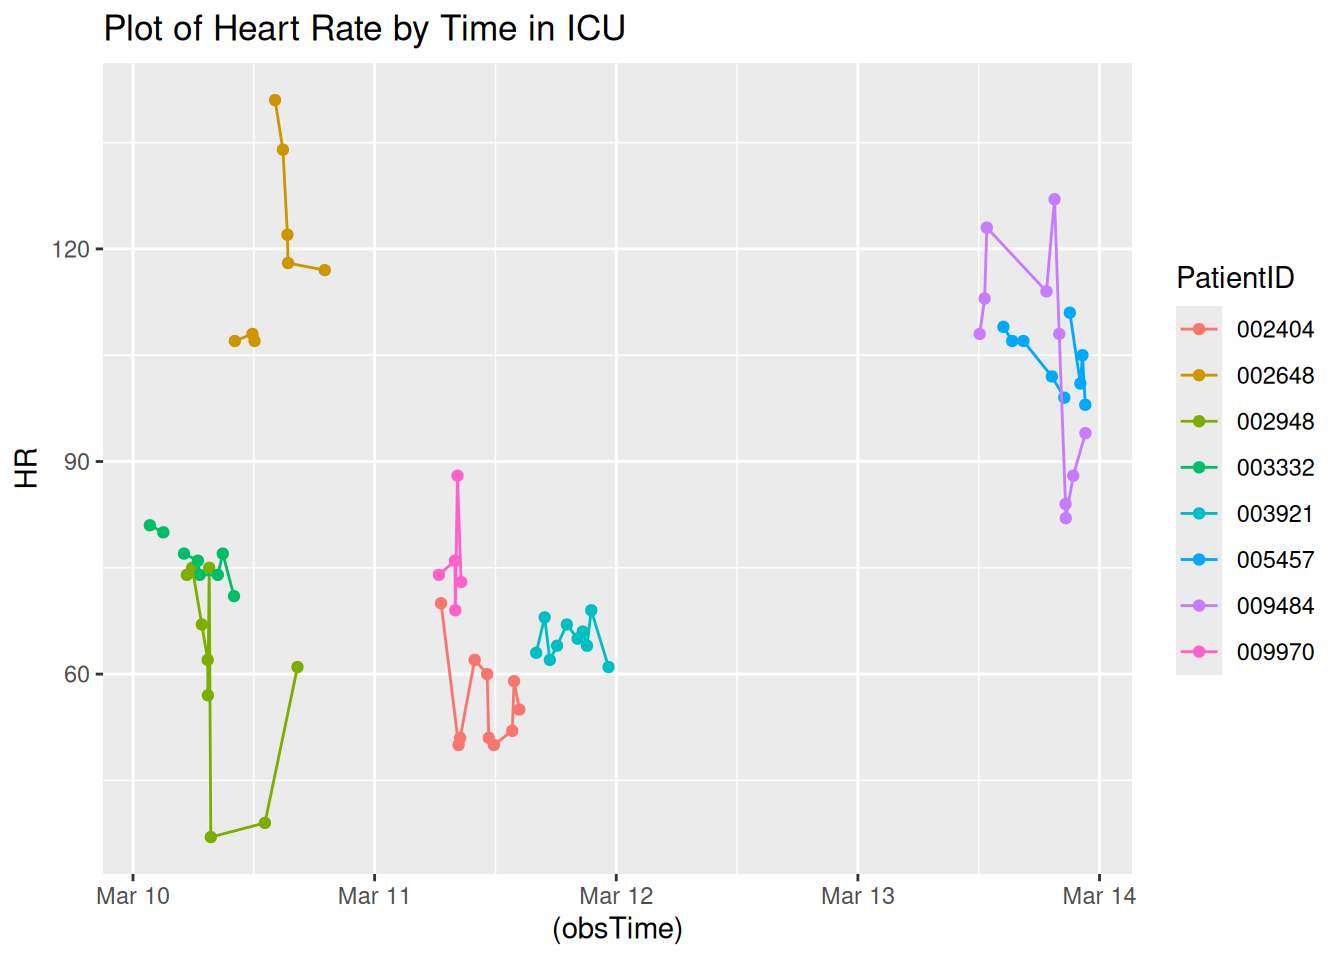 Plot of Heart Rate by Time in ICU
HR
120
90
60
Mar 10
Mar 11
Mar 12
Mar 13
Mar 14
(obsTime)
PatientID
002404
002648
002948
003332
003921
005457
009484
009970